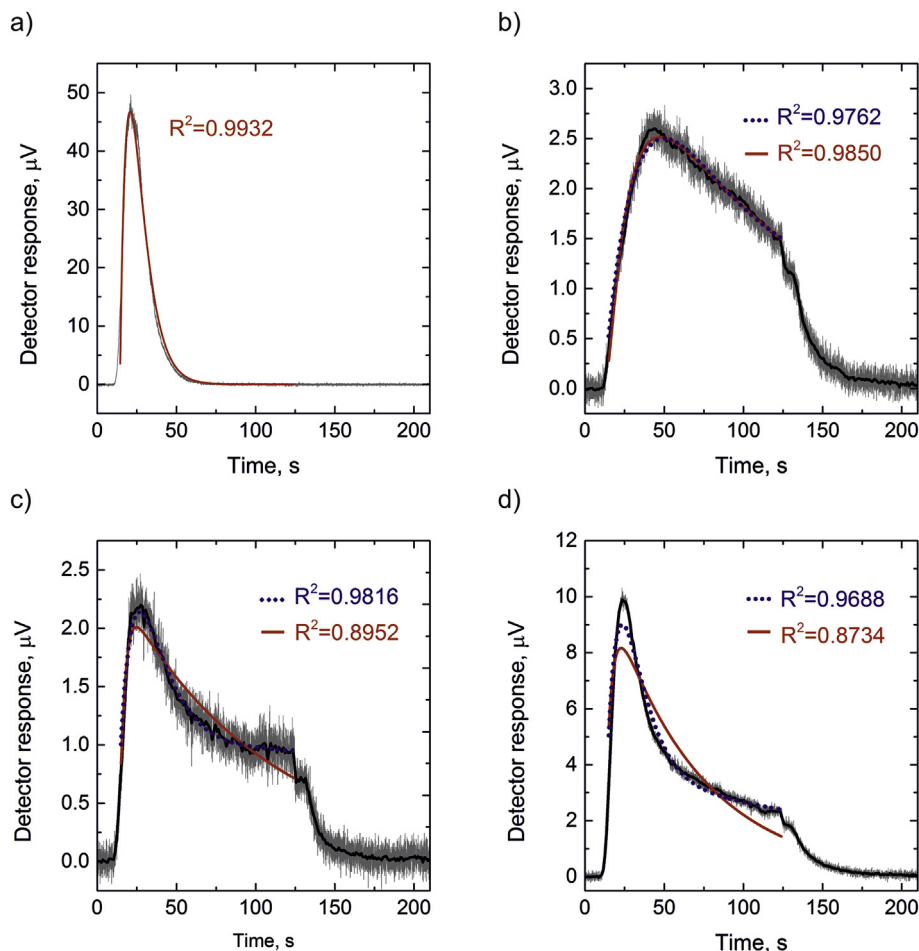 a)
Detector response, μV
50
40
30
20
10
0
R²=0.9932
0 50 100 150 200
Time, s
b)
Detector response, μV
3.0
2.5
2.0
1.5
1.0
0.5
0.0
R²=0.9762
R²=0.9850
0 50 100 150 200
Time, s
c)
Detector response, μV
2.5
2.0
1.5
1.0
0.5
0.0
R²=0.9816
R²=0.8952
0 50 100 150 200
Time, s
d)
Detector response, μV
12
10
8
6
4
2
0
R²=0.9688
R²=0.8734
0 50 100 150 200
Time, s